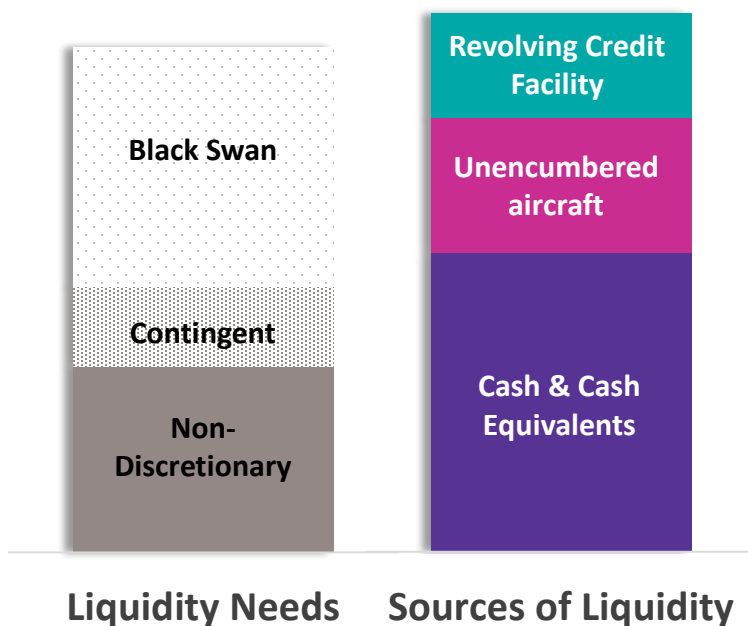 Black Swan
Contingent
Non-
Discretionary
Liquidity Needs
Revolving Credit
Facility
Unencumbered
aircraft
Cash & Cash
Equivalents
Sources of Liquidity